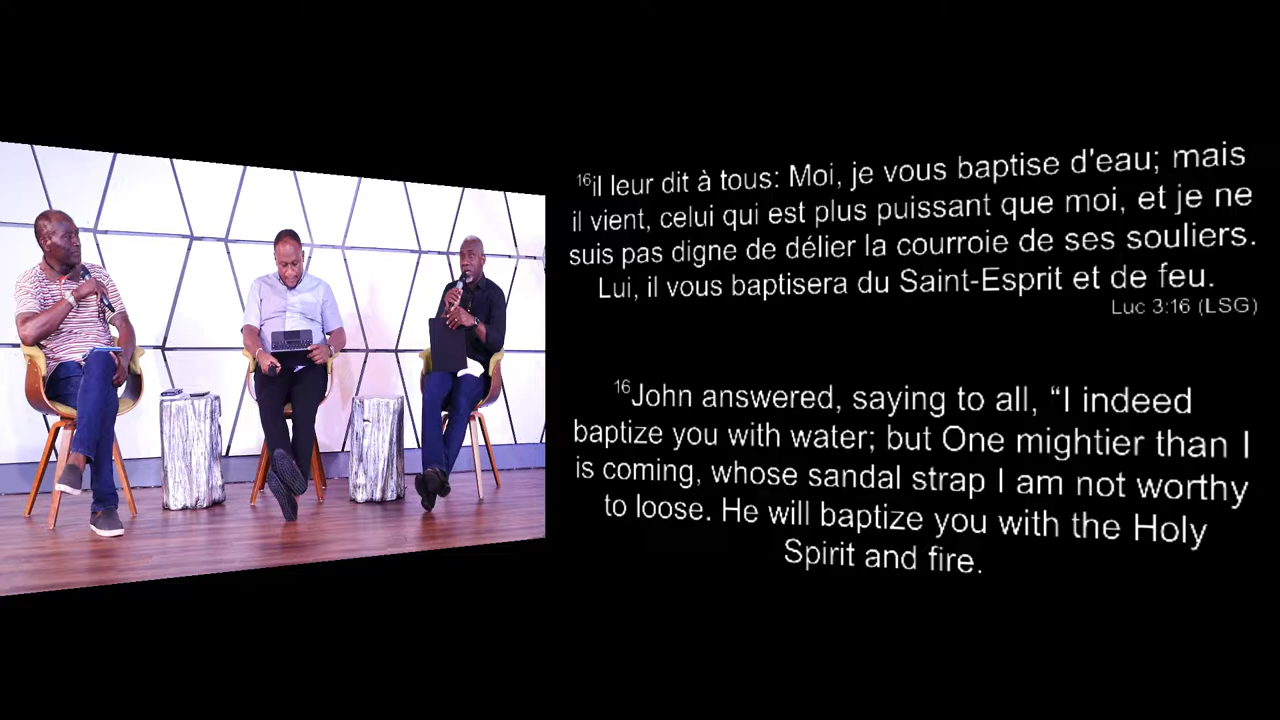 16il leur dit à tous: Moi, je vous baptise d'eau; mais
il vient, celui qui est plus puissant que moi, et je ne
suis pas digne de délier la courroie de ses souliers.
Lui, il vous baptisera du Saint-Esprit et de feu.
Luc 3:16 (LSG)
16John answered, saying to all, “I indeed
baptize you with water; but One mightier than I
is coming, whose sandal strap I am not worthy
to loose. He will baptize you with the Holy
Spirit and fire.